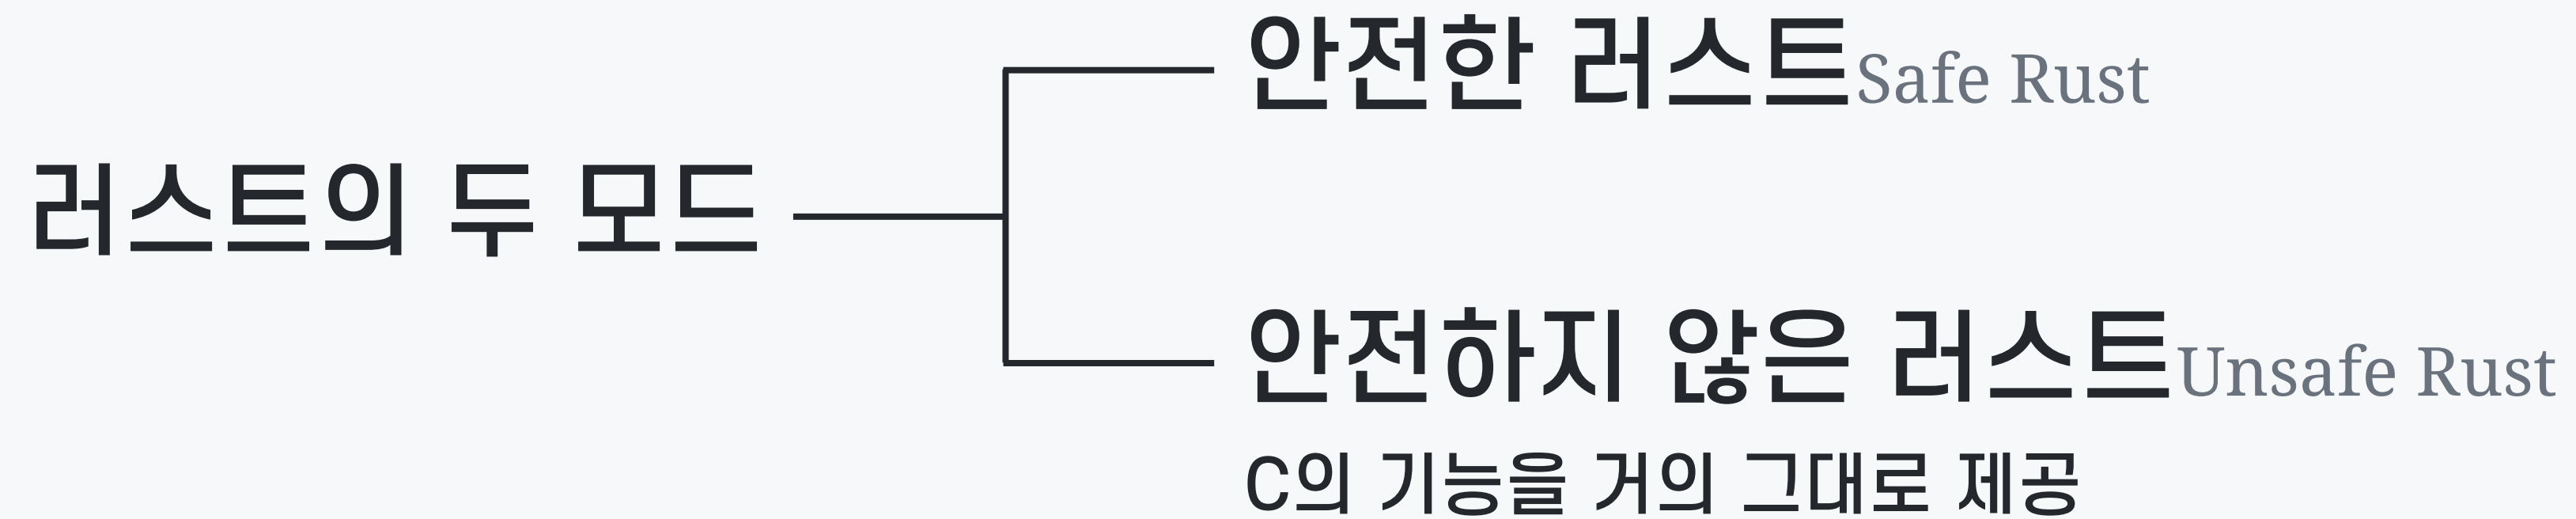 안전한 러스트Safe Rust
러스트의 두 모드
안전하지 않은 러스트Unsafe Rust
C의 기능을 거의 그대로 제공